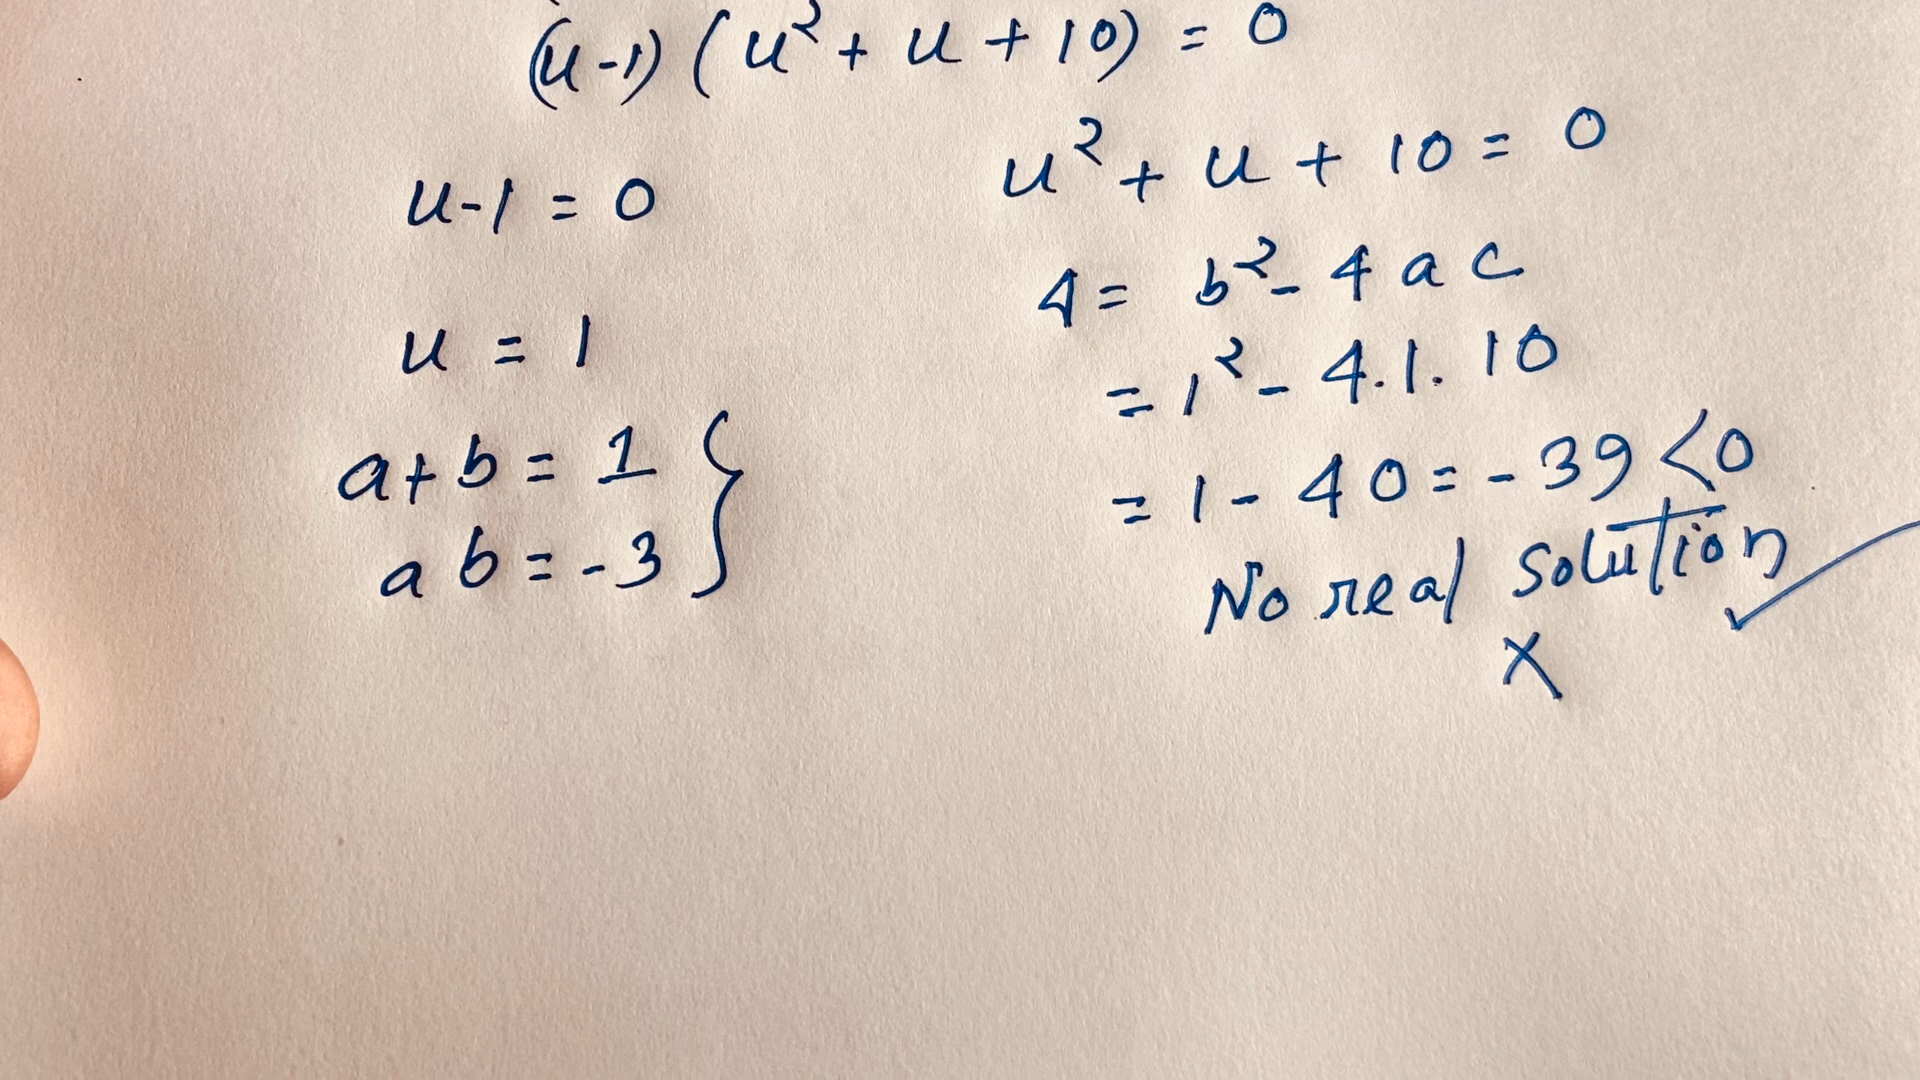 (u-1) (u² + u + 10) = 0
u-1 = 0
u = 1
a+b = 1
ab = -3 }
u² + u + 10 = 0
Δ = b² - 4ac
= 1² - 4.1.10
= 1 - 40 = -39 < 0
No real solution ✓
X